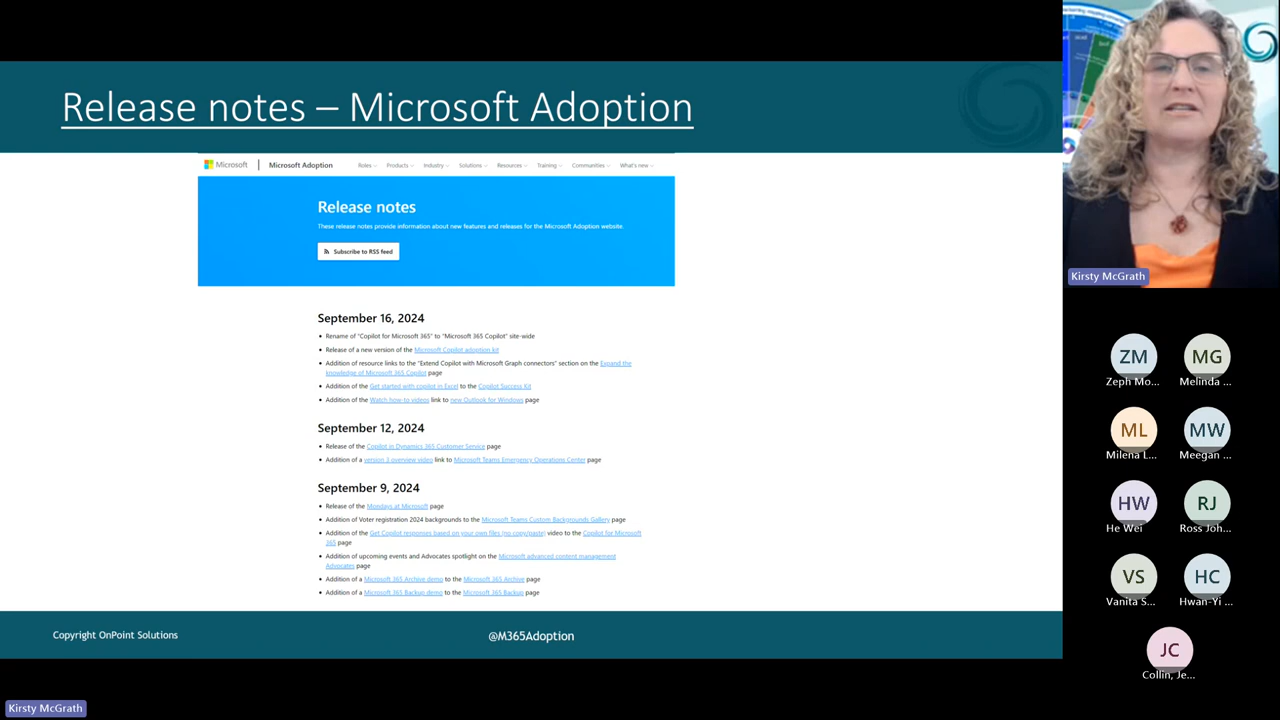 Release notes – Microsoft Adoption
Microsoft
Microsoft Adoption
Roles
Products
Industry
Solutions
Resources
Training
Communities
What's new
Release notes
These release notes provide information about new features and releases for the Microsoft Adoption website.
Subscribe to RSS feed
September 16, 2024
• Rename of "Copilot for Microsoft 365" to "Microsoft 365 Copilot" site-wide
• Release of a new version of the Microsoft Copilot adoption kit
• Addition of resource links to the "Extend Copilot with Microsoft Graph connectors" section on the Expand the
knowledge of Microsoft 365 Copilot page
• Addition of the Get started with copilot in Excel to the Copilot Success Kit
• Addition of the Watch how-to videos link to new Outlook for Windows page
September 12, 2024
• Release of the Copilot in Dynamics 365 Customer Service page
• Addition of a version 3 overview video link to Microsoft Teams Emergency Operations Center page
September 9, 2024
• Release of the Mondays at Microsoft page
• Addition of Voter registration 2024 backgrounds to the Microsoft Teams Custom Backgrounds Gallery page
• Addition of the Get Copilot responses based on your own files (no copy/paste) video to the Copilot for Microsoft
365 page
• Addition of upcoming events and Advocates spotlight on the Microsoft advanced content management
Advocates page
• Addition of a Microsoft 365 Archive demo to the Microsoft 365 Archive page
• Addition of a Microsoft 365 Backup demo to the Microsoft 365 Backup page
Copyright OnPoint Solutions
@M365Adoption
Kirsty McGrath
Kirsty McGrath
ZM
Zeph Mo...
MG
Melinda ...
ML
Milena L...
MW
Meegan ...
HW
He Wei
RJ
Ross Joh...
VS
Vanita S...
HC
Hwan-Yi ...
JC
Collin, Je...